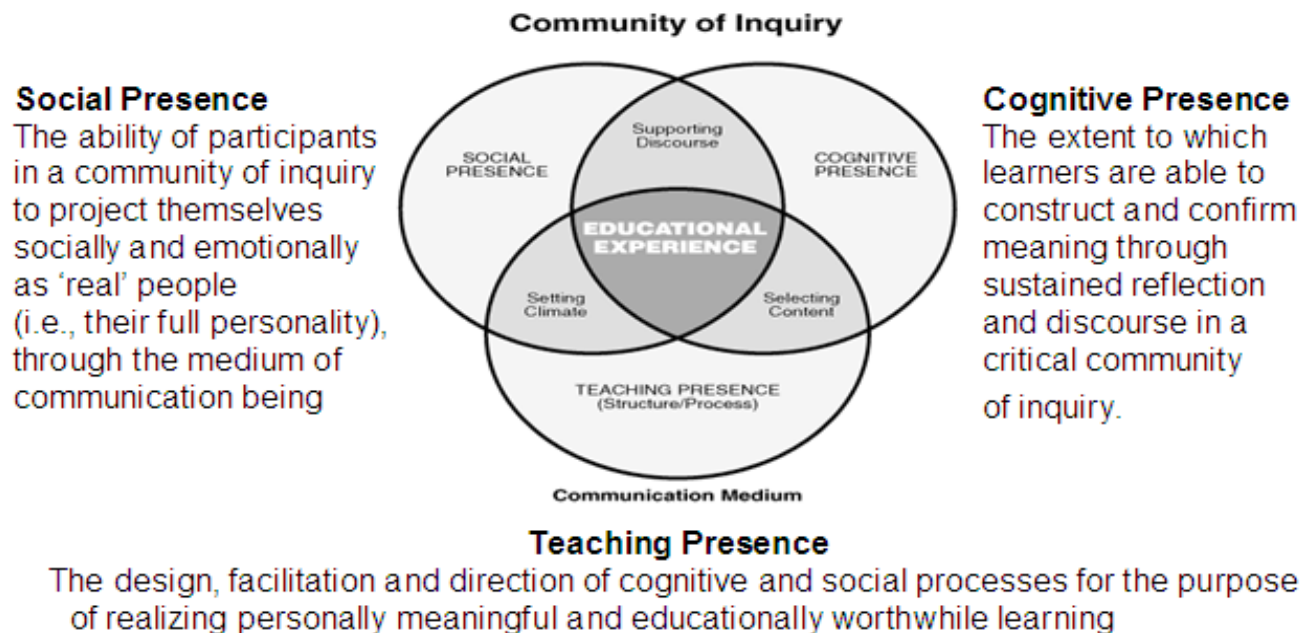 Community of Inquiry
Social Presence
The ability of participants
in a community of inquiry
to project themselves
socially and emotionally
as ‘real’ people
(i.e., their full personality),
through the medium of
communication being
Supporting
Discourse
SOCIAL
PRESENCE
COGNITIVE
PRESENCE
EDUCATIONAL
EXPERIENCE
Setting
Climate
Selecting
Content
TEACHING PRESENCE
(Structure/Process)
Communication Medium
Cognitive Presence
The extent to which
learners are able to
construct and confirm
meaning through
sustained reflection
and discourse in a
critical community
of inquiry.
Teaching Presence
The design, facilitation and direction of cognitive and social processes for the purpose
of realizing personally meaningful and educationally worthwhile learning